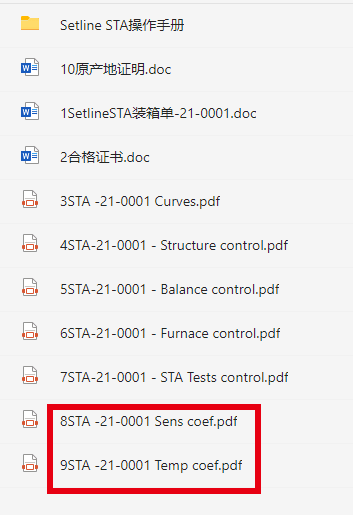 Setline STA操作手册
10原产地证明.doc
1SetlineSTA装箱单-21-0001.doc
2合格证书.doc
3STA -21-0001 Curves.pdf
4STA-21-0001 - Structure control.pdf
5STA-21-0001 - Balance control.pdf
6STA-21-0001 - Furnace control.pdf
7STA-21-0001 - STA Tests control.pdf
8STA -21-0001 Sens coef.pdf
9STA -21-0001 Temp coef.pdf